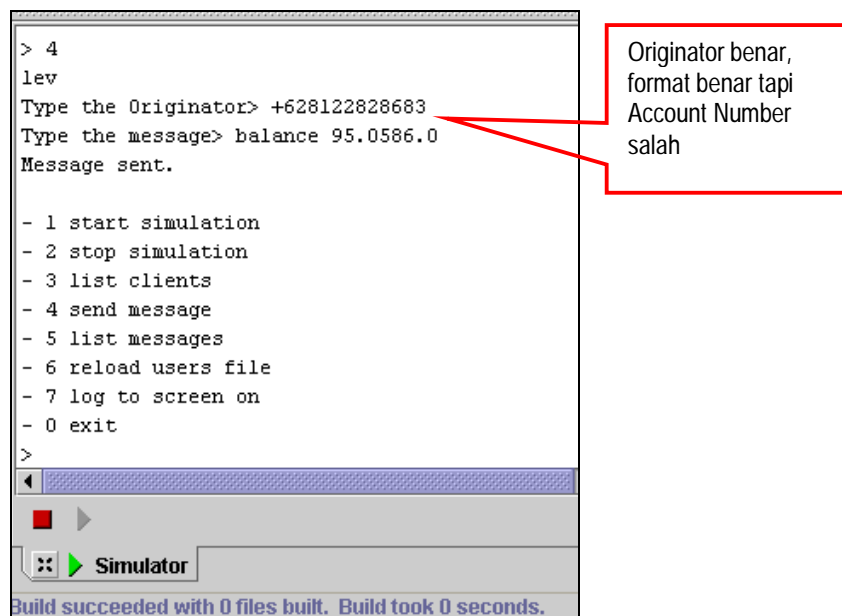 > 4
lev
Type the Originator> +628122828683
Type the message> balance 95.0586.0
Message sent.
- 1 start simulation
- 2 stop simulation
- 3 list clients
- 4 send message
- 5 list messages
- 6 reload users file
- 7 log to screen on
- 0 exit
>
Simulator
Build succeeded with 0 files built. Build took 0 seconds.
Originator benar,
format benar tapi
Account Number
salah